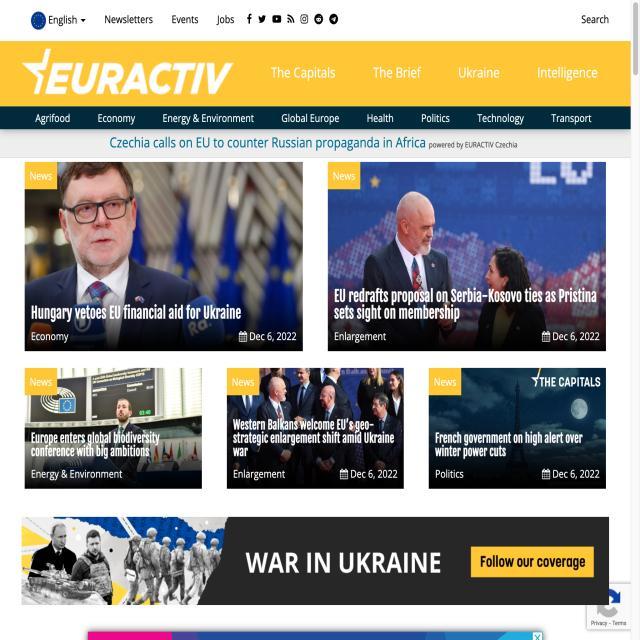 English
Newsletters
Events
Jobs
Search
EURACTIV
The Capitals
The Brief
Ukraine
Intelligence
Agrifood
Economy
Energy & Environment
Global Europe
Health
Politics
Technology
Transport
Czechia calls on EU to counter Russian propaganda in Africa powered by EURACTIV Czechia
News
Hungary vetoes EU financial aid for Ukraine
Economy
Dec 6, 2022
News
EU redrafts proposal on Serbia-Kosovo ties as Pristina
sets sight on membership
Enlargement
Dec 6, 2022
News
Europe enters global biodiversity
conference with big ambitions
Energy & Environment
News
Western Balkans welcome EU's geo-
strategic enlargement shift amid Ukraine
war
Enlargement
Dec 6, 2022
News
THE CAPITALS
French government on high alert over
winter power cuts
Politics
Dec 6, 2022
WAR IN UKRAINE
Follow our coverage
Privacy - Terms